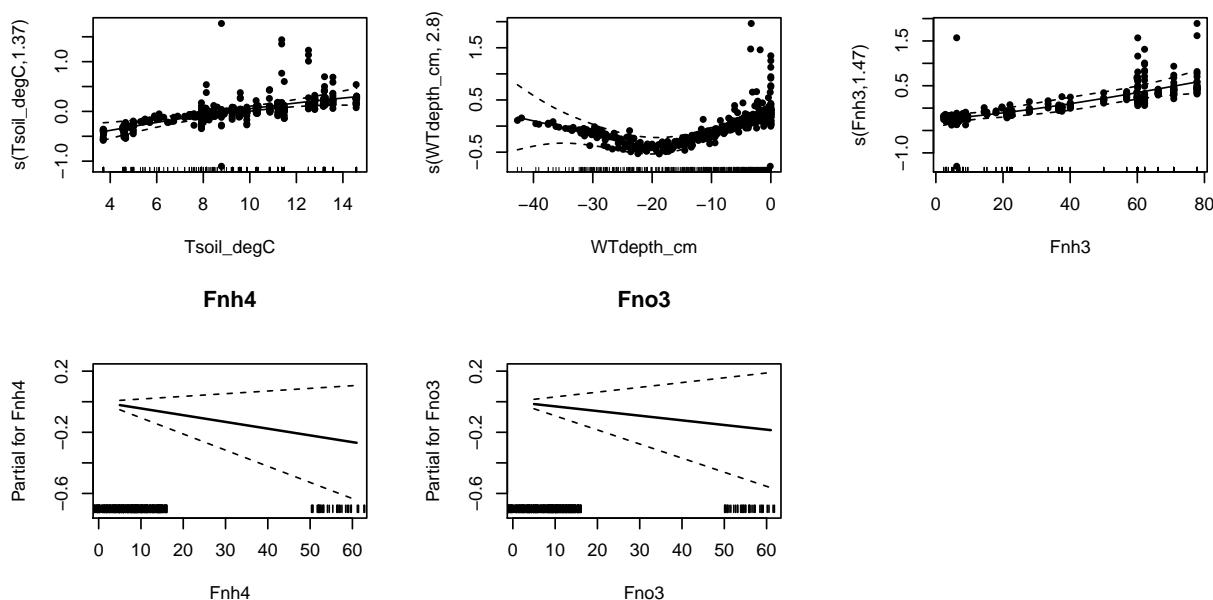 s(Tsoil_degC,1.37)
1.0
0.0
−1.0
4 6 8 10 12 14
Tsoil_degC
s(WTdepth_cm, 2.8)
1.5
0.5
−0.5
−40 −30 −20 −10 0
WTdepth_cm
s(Fnh3,1.47)
1.5
0.5
−1.0
0 20 40 60 80
Fnh3
Fnh4
Partial for Fnh4
0.2
−0.2
−0.6
0 10 20 30 40 50 60
Fnh4
Fno3
Partial for Fno3
0.2
−0.2
−0.6
0 10 20 30 40 50 60
Fno3